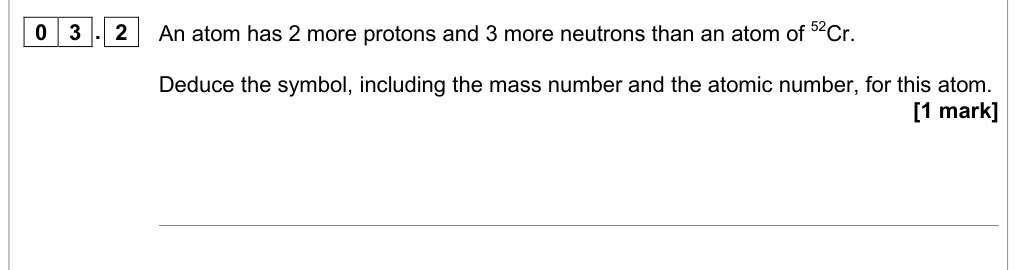 0 3 . 2 An atom has 2 more protons and 3 more neutrons than an atom of ⁵²Cr.
Deduce the symbol, including the mass number and the atomic number, for this atom.
[1 mark]